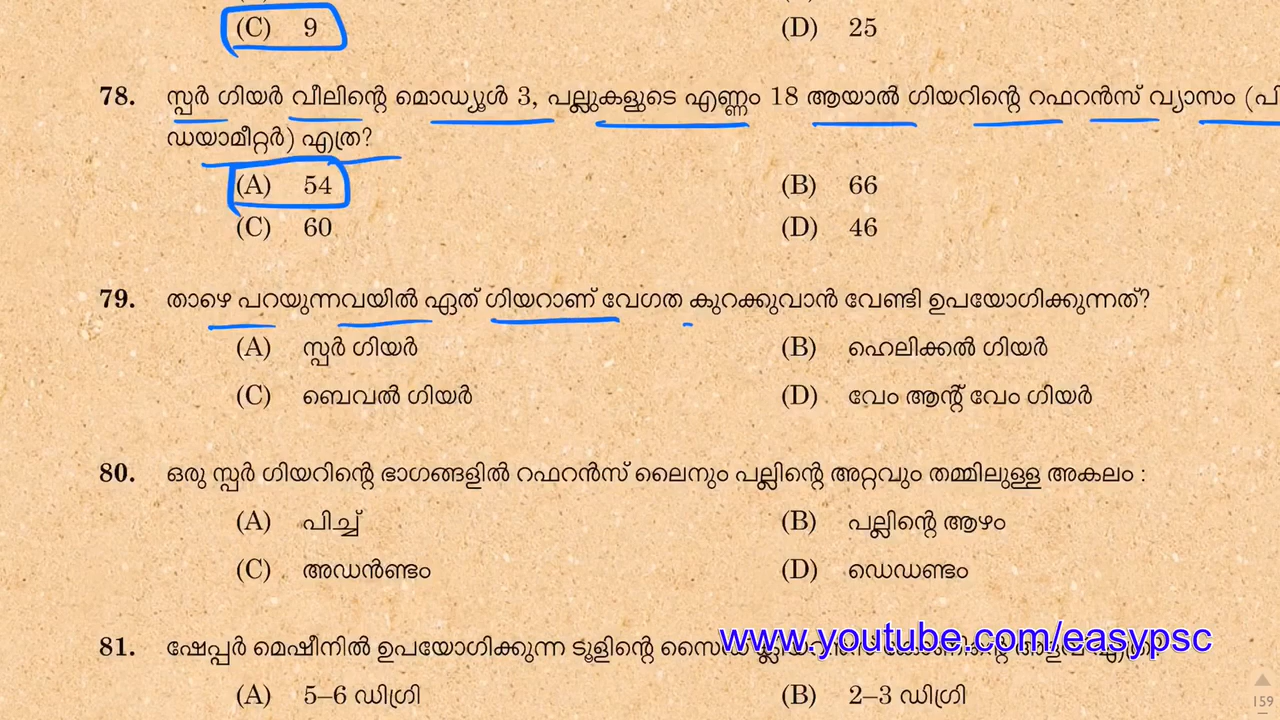 (C) 9 (D) 25
78. സ്പർ ഗിയർ വീലിന്റെ മൊഡ്യൂൾ 3, പല്ലുകളുടെ എണ്ണം 18 ആയാൽ ഗിയറിന്റെ റഫറൻസ് വ്യാസം
ഡയാമീറ്റർ) എത്ര?
(A) 54 (B) 66
(C) 60 (D) 46
79. താഴെ പറയുന്നവയിൽ ഏത് ഗിയറാണ് വേഗത കുറക്കുവാൻ വേണ്ടി ഉപയോഗിക്കുന്നത്?
(A) സ്പർ ഗിയർ (B) ഹെലിക്കൽ ഗിയർ
(C) ബെവൽ ഗിയർ (D) വേം ആന്റ് വേം ഗിയർ
80. ഒരു സ്പർ ഗിയറിന്റെ ഭാഗങ്ങളിൽ റഫറൻസ് ലൈനും പല്ലിന്റെ അറ്റവും തമ്മിലുള്ള അകലം :
(A) പിച്ച് (B) പല്ലിന്റെ ആഴം
(C) അഡൻണ്ടം (D) ഡെഡണ്ടം
81. ഷേപ്പർ മെഷീനിൽ ഉപയോഗിക്കുന്ന ടൂളിന്റെ
www.youtube.com/easypsc
(A) 5–6 ഡിഗ്രി (B) 2–3 ഡിഗ്രി
159